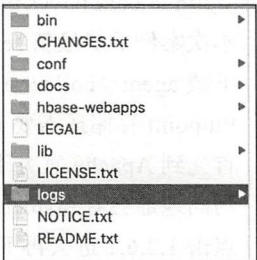 bin
CHANGES.txt
conf
docs
hbase-webapps
LEGAL
lib
LICENSE.txt
logs
NOTICE.txt
README.txt